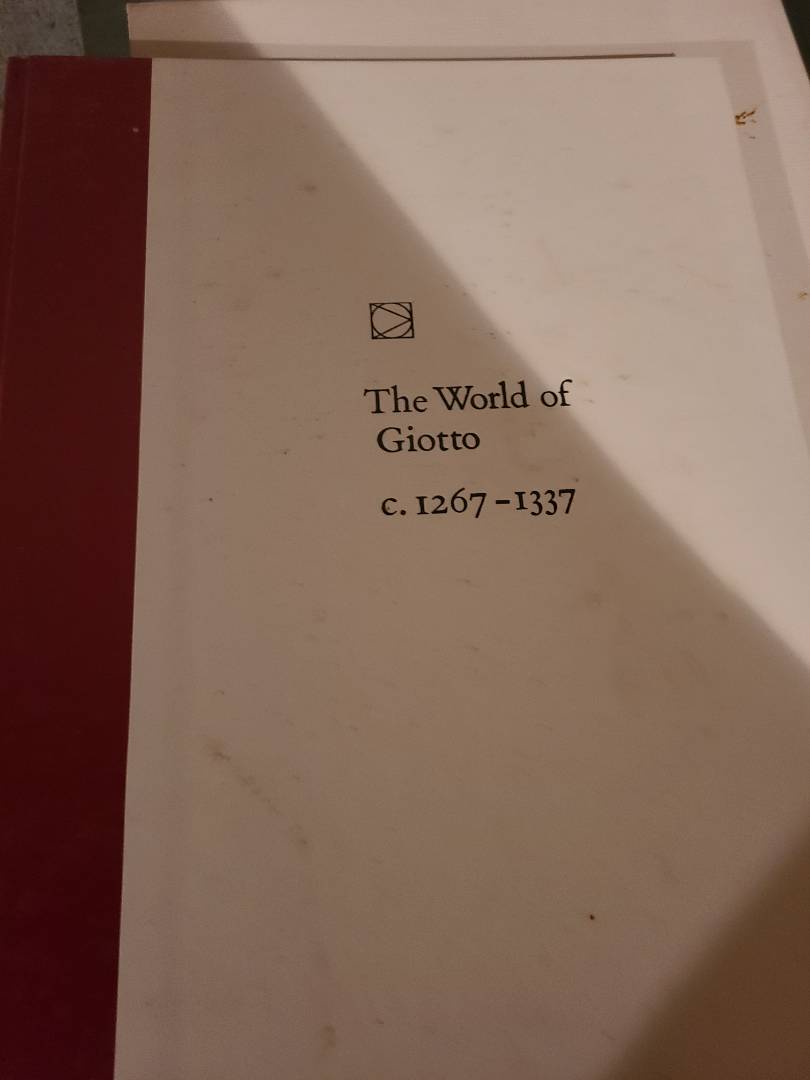 The World of
Giotto
c. 1267–1337